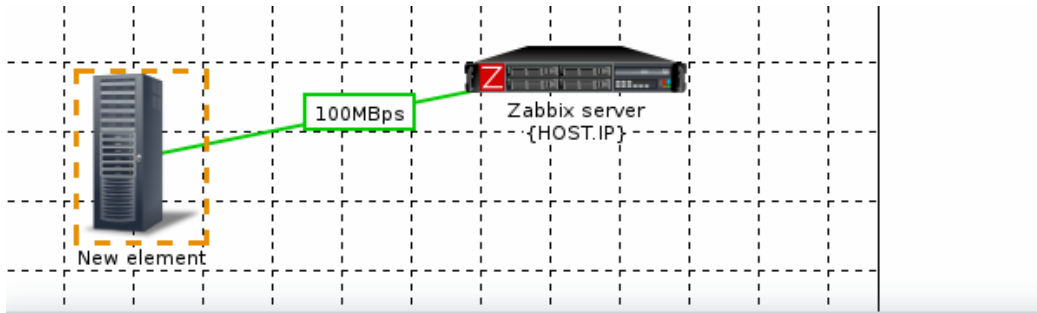 Z
100MBps
Zabbix server
{HOST.IP}
New element